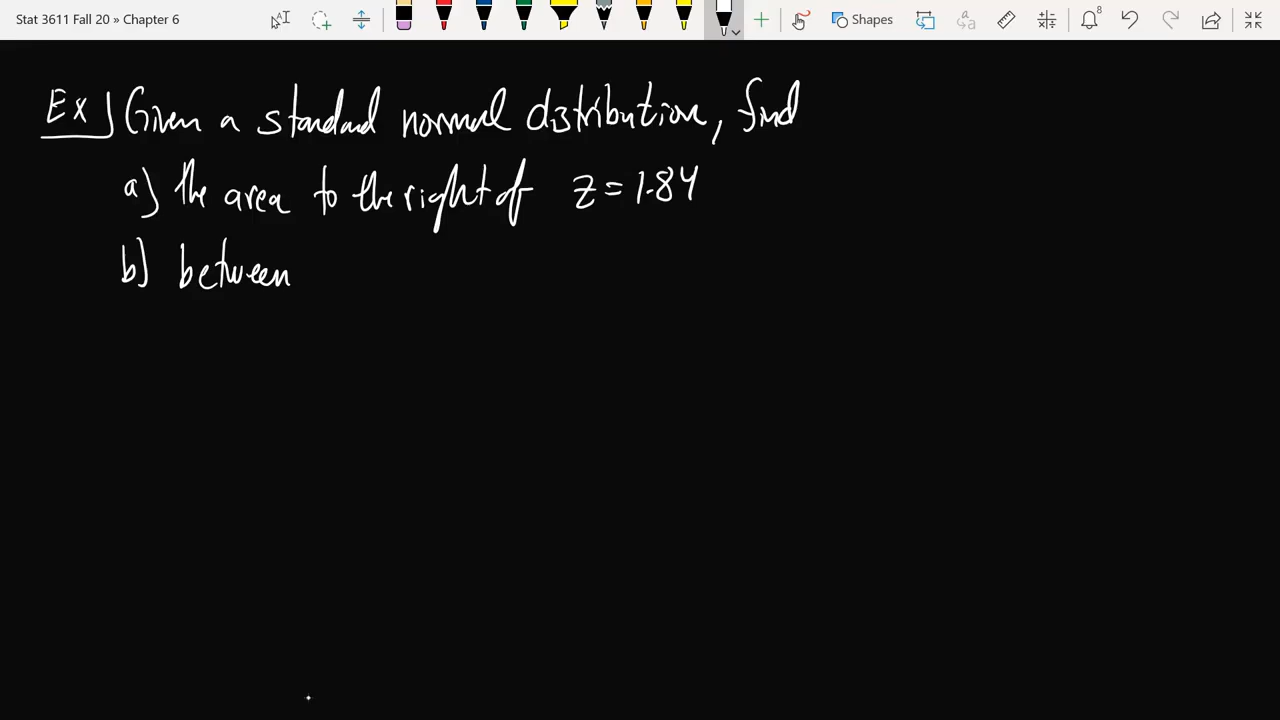 Stat 3611 Fall 20 » Chapter 6
Shapes
8
Ex) Given a standard normal distribution, find
a) the area to the right of z = 1.84
b) between